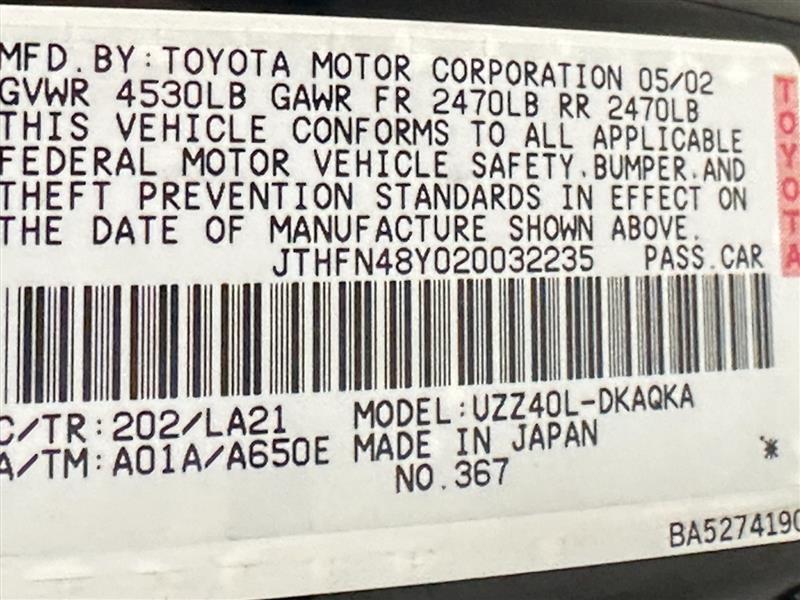 MFD. BY: TOYOTA MOTOR CORPORATION 05/02
GVWR 4530LB GAWR FR 2470LB RR 2470LB
THIS VEHICLE CONFORMS TO ALL APPLICABLE
FEDERAL MOTOR VEHICLE SAFETY, BUMPER, AND
THEFT PREVENTION STANDARDS IN EFFECT ON
THE DATE OF MANUFACTURE SHOWN ABOVE.
JTHFN48Y020032235 PASS. CAR
TOYOTA
C/TR: 202/LA21 MODEL: UZZ40L-DKAQKA
A/TM: A01A/A650E MADE IN JAPAN
NO. 367
*
BA5274190